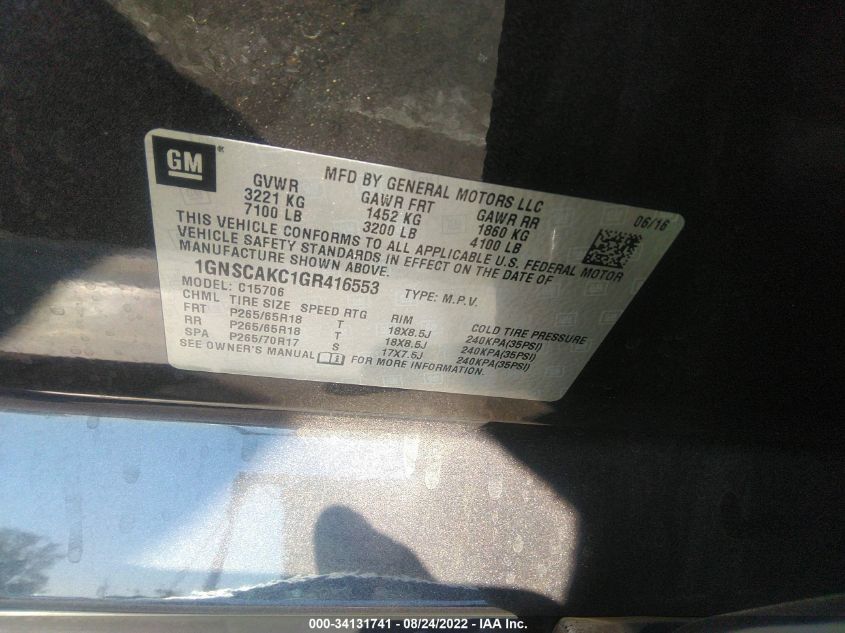 GM
MFD BY GENERAL MOTORS LLC
GVWR GAWR FRT GAWR RR 06/16
3221 KG 1452 KG 1860 KG
7100 LB 3200 LB 4100 LB
THIS VEHICLE CONFORMS TO ALL APPLICABLE U.S. FEDERAL MOTOR
VEHICLE SAFETY STANDARDS IN EFFECT ON THE DATE OF
MANUFACTURE SHOWN ABOVE.
1GNSCAKC1GR416553 TYPE: M.P.V.
MODEL: C15706
CHML TIRE SIZE SPEED RTG RIM COLD TIRE PRESSURE
FRT P265/65R18 T 18X8.5J 240KPA(35PSI)
RR P265/65R18 T 18X8.5J 240KPA(35PSI)
SPA P265/70R17 S 17X7.5J 240KPA(35PSI)
SEE OWNER'S MANUAL FOR MORE INFORMATION.
000-34131741 - 08/24/2022 - IAA Inc.